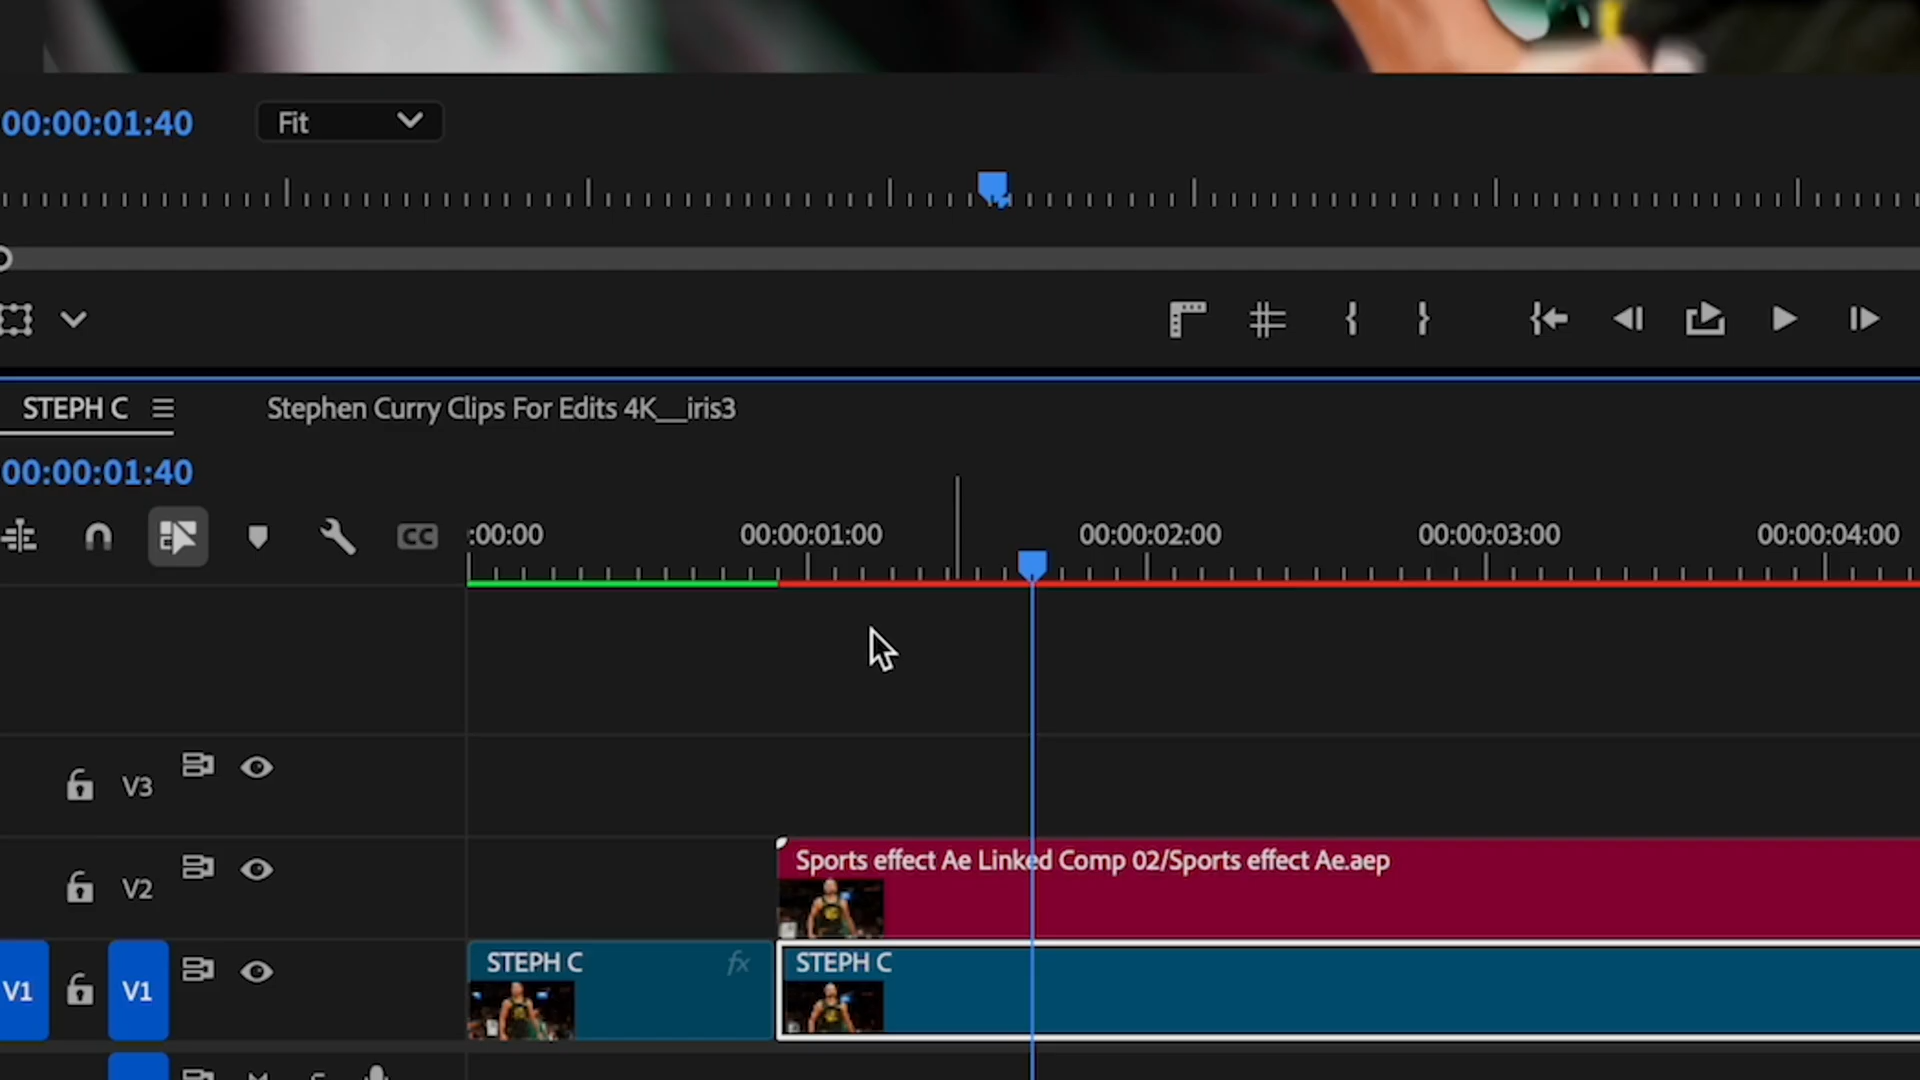 00:00:01:40
Fit
STEPH C
Stephen Curry Clips For Edits 4K__iris3
00:00:01:40
CC
:00:00
00:00:01:00
00:00:02:00
00:00:03:00
00:00:04:00
V3
Sports effect Ae Linked Comp 02/Sports effect Ae.aep
V2
STEPH C
fx
STEPH C
V1
V1